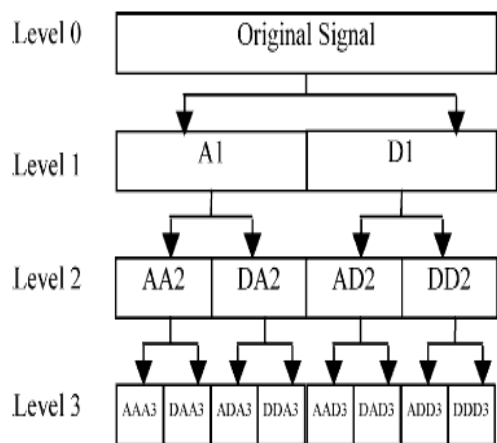 Level 0 Original Signal
Level 1 A1 D1
Level 2 AA2 DA2 AD2 DD2
Level 3 AAA3 DAA3 ADA3 DDA3 AAD3 DAD3 ADD3 DDD3